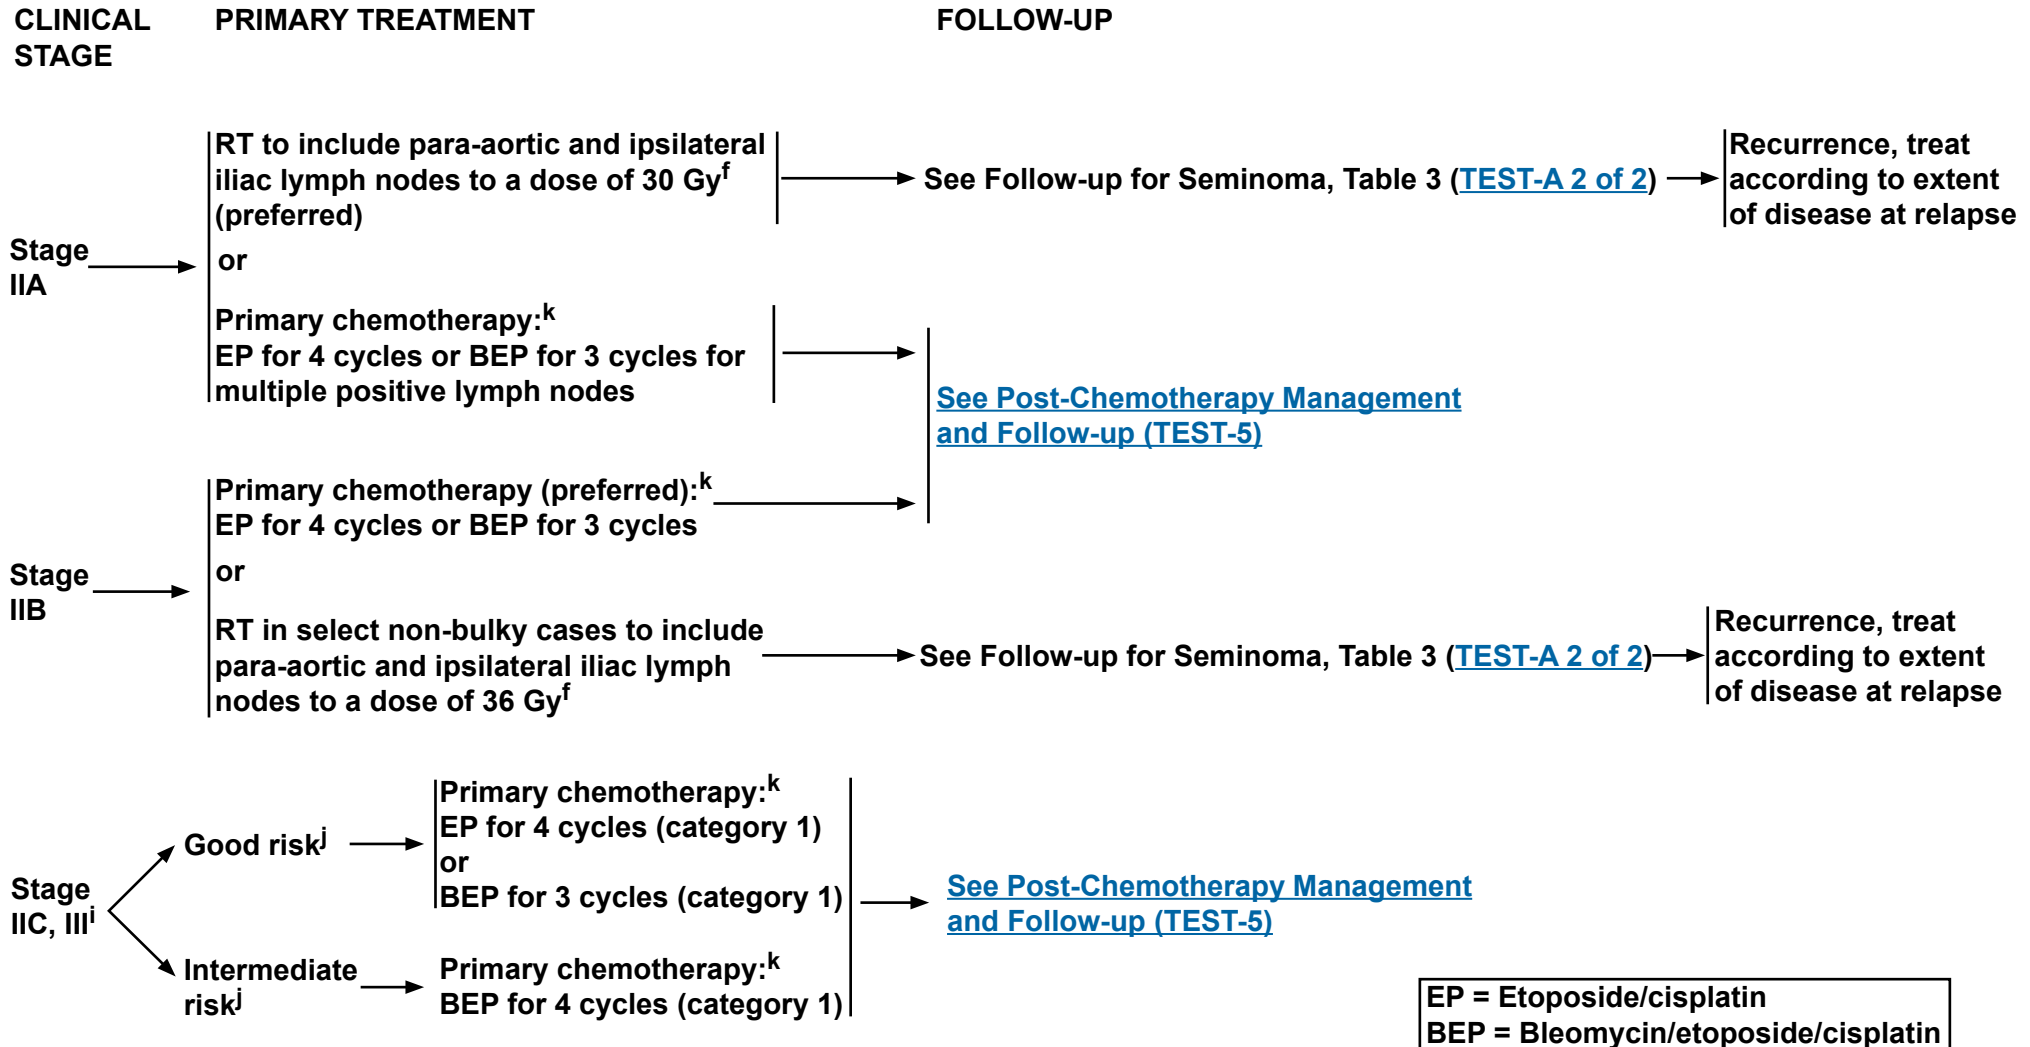 CLINICAL
STAGE
PRIMARY TREATMENT
FOLLOW-UP
Stage
IIA
RT to include para-aortic and ipsilateral
iliac lymph nodes to a dose of 30 Gyf
(preferred)
or
Primary chemotherapy:k
EP for 4 cycles or BEP for 3 cycles for
multiple positive lymph nodes
See Follow-up for Seminoma, Table 3 (TEST-A 2 of 2)
Recurrence, treat
according to extent
of disease at relapse
See Post-Chemotherapy Management
and Follow-up (TEST-5)
Stage
IIB
Primary chemotherapy (preferred):k
EP for 4 cycles or BEP for 3 cycles
or
RT in select non-bulky cases to include
para-aortic and ipsilateral iliac lymph
nodes to a dose of 36 Gyf
See Follow-up for Seminoma, Table 3 (TEST-A 2 of 2)
Recurrence, treat
according to extent
of disease at relapse
Stage
IIC, IIIi
Good riskj
Primary chemotherapy:k
EP for 4 cycles (category 1)
or
BEP for 3 cycles (category 1)
Intermediate
riskj
Primary chemotherapy:k
BEP for 4 cycles (category 1)
See Post-Chemotherapy Management
and Follow-up (TEST-5)
EP = Etoposide/cisplatin
BEP = Bleomycin/etoposide/cisplatin